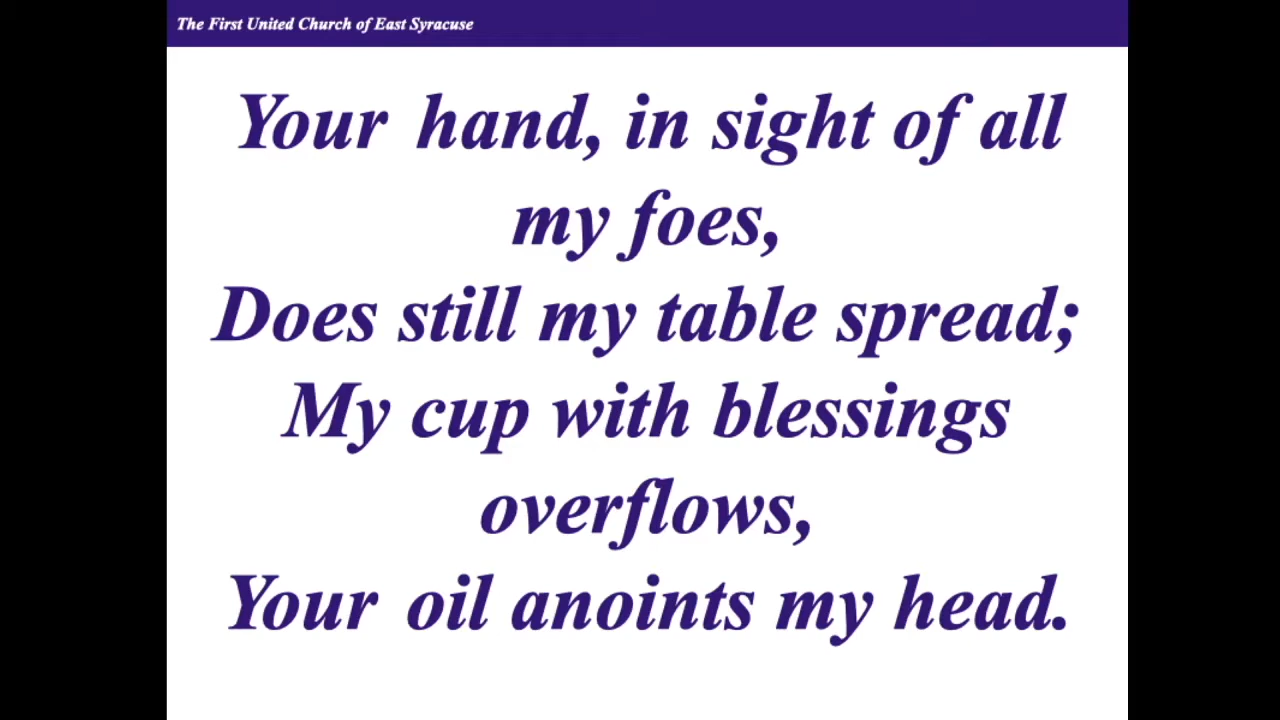 The First United Church of East Syracuse
Your hand, in sight of all
my foes,
Does still my table spread;
My cup with blessings
overflows,
Your oil anoints my head.